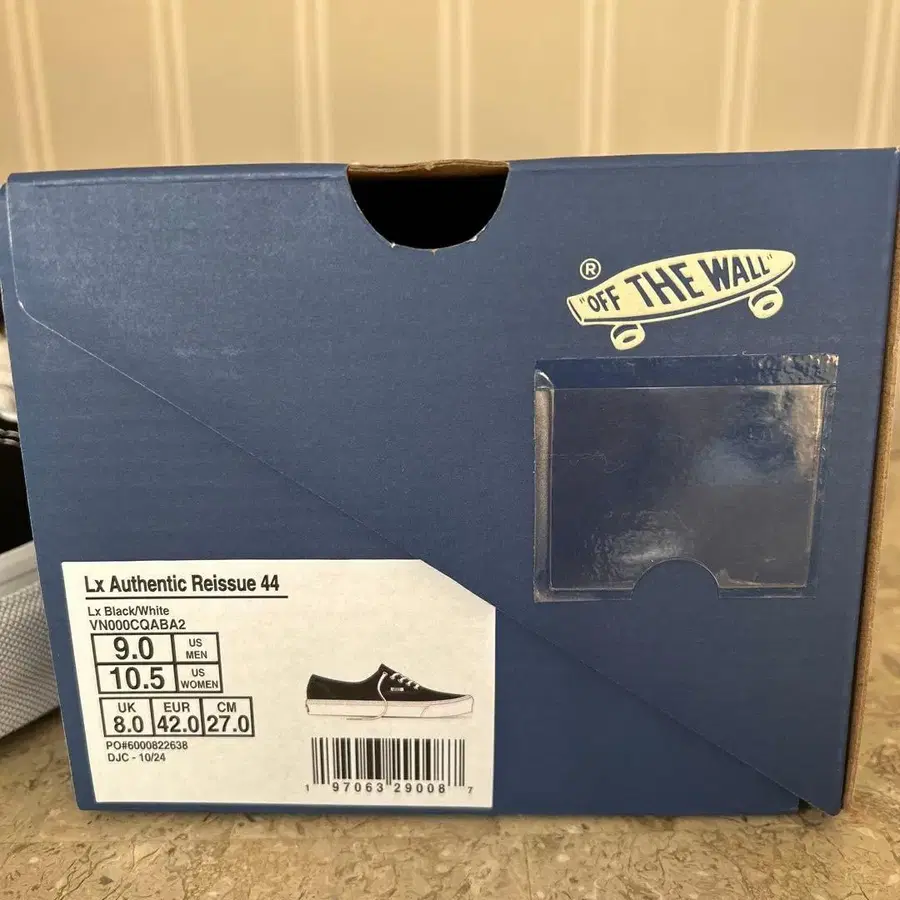 ®
"OFF THE WALL"
Lx Authentic Reissue 44
Lx Black/White
VN000CQABA2
9.0 US MEN
10.5 US WOMEN
UK EUR CM
8.0 42.0 27.0
PO#6000822638
DJC - 10/24
1 97063 29008 7